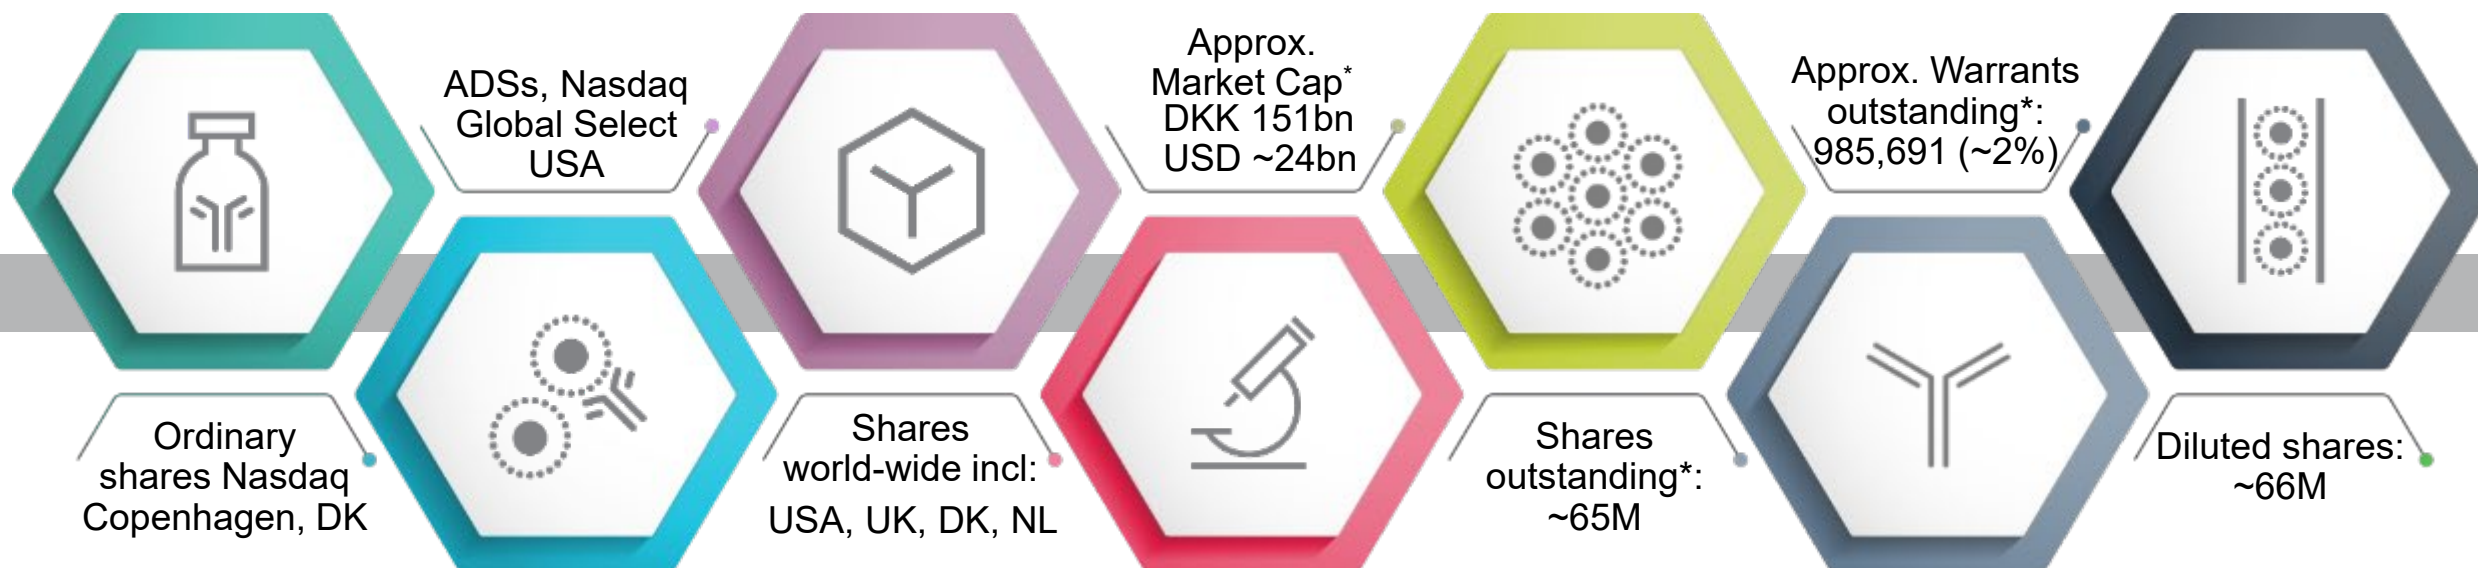 Ordinary
shares Nasdaq
Copenhagen, DK
ADSs, Nasdaq
Global Select
USA
Shares
world-wide incl:
USA, UK, DK, NL
Approx.
Market Cap*
DKK 151bn
USD ~24bn
Shares
outstanding*:
~65M
Approx. Warrants
outstanding*:
985,691 (~2%)
Diluted shares:
~66M